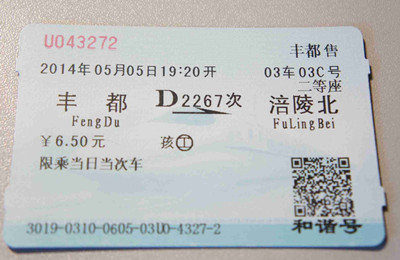 U043272
丰都售
2014年05月05日19:20开 03车03C号
二等座
丰都 D2267次 涪陵北
FengDu FuLingBei
¥6.50元 孩工
限乘当日当次车
3019-0310-0605-03U0-4327-2 和谐号